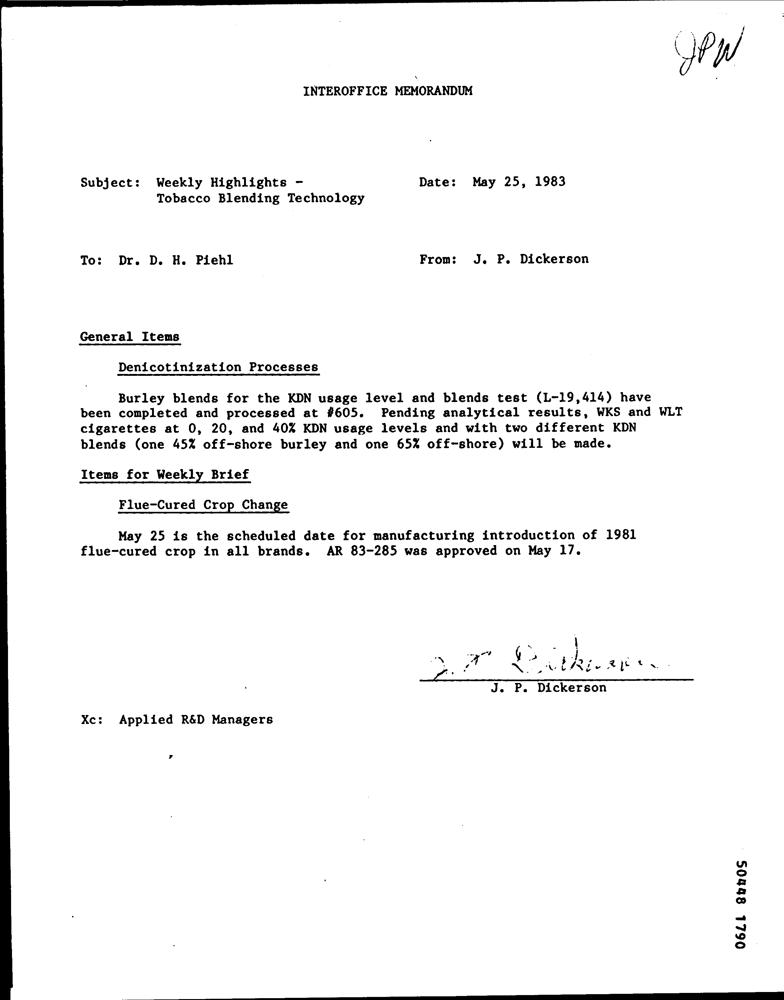 JPW
INTEROFFICE MEMORANDUM
Subject: Weekly Highlights -
Tobacco Blending Technology
Date: May 25, 1983
To: Dr. D. H. Piehl
From: J. P. Dickerson
General Items
Denicotinization Processes
Burley blends for the KDN usage level and blends test (L-19,414) have
been completed and processed at #605. Pending analytical results, WKS and WLT
cigarettes at 0, 20, and 40% KDN usage levels and with two different KDN
blends (one 45% off-shore burley and one 65% off-shore) will be made.
Items for Weekly Brief
Flue-Cured Crop Change
May 25 is the scheduled date for manufacturing introduction of 1981
flue-cured crop in all brands. AR 83-285 was approved on May 17.
J. P. Dickerson
J. P. Dickerson
Xc: Applied R&D Managers
50448 1790